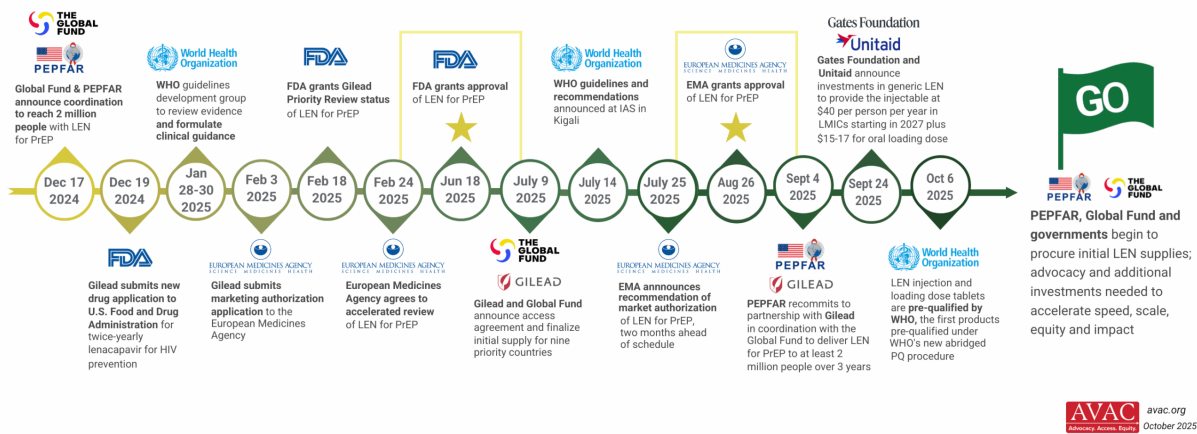 THE
GLOBAL
FUND
PEPFAR
Global Fund & PEPFAR
announce coordination
to reach 2 million
people with LEN
for PrEP
Dec 17
2024
Dec 19
2024
FDA
Gilead submits new
drug application to
U.S. Food and Drug
Administration for
twice-yearly
lenacapavir for HIV
prevention
World Health
Organization
WHO guidelines
development group
to review evidence
and formulate
clinical guidance
Jan
28-30
2025
Feb 3
2025
EUROPEAN MEDICINES AGENCY
SCIENCE MEDICINES HEALTH
Gilead submits
marketing authorization
application to the
European Medicines
Agency
FDA
FDA grants Gilead
Priority Review status
of LEN for PrEP
Feb 18
2025
Feb 24
2025
EUROPEAN MEDICINES AGENCY
SCIENCE MEDICINES HEALTH
European Medicines
Agency agrees to
accelerated review
of LEN for PrEP
FDA
FDA grants approval
of LEN for PrEP
Jun 18
2025
July 9
2025
THE
GLOBAL
FUND
GILEAD
Gilead and Global Fund
announce access
agreement and finalize
initial supply for nine
priority countries
World Health
Organization
WHO guidelines and
recommendations
announced at IAS in
Kigali
July 14
2025
July 25
2025
EUROPEAN MEDICINES AGENCY
SCIENCE MEDICINES HEALTH
EMA annnounces
recommendation of
market authorization
of LEN for PrEP,
two months ahead
of schedule
EUROPEAN MEDICINES AGENCY
SCIENCE MEDICINES HEALTH
EMA grants approval
of LEN for PrEP
Aug 26
2025
Sept 4
2025
PEPFAR
GILEAD
PEPFAR recommits to
partnership with Gilead
in coordination with the
Global Fund to deliver LEN
for PrEP to at least 2
million people over 3 years
Gates Foundation
Unitaid
Gates Foundation and
Unitaid announce
investments in generic LEN
to provide the injectable at
$40 per person per year in
LMICs starting in 2027 plus
$15-17 for oral loading dose
Sept 24
2025
Oct 6
2025
World Health
Organization
LEN injection and
loading dose tablets
are pre-qualified by
WHO, the first products
pre-qualified under
WHO's new abridged
PQ procedure
GO
PEPFAR
THE
GLOBAL
FUND
PEPFAR, Global Fund and
governments begin to
procure initial LEN supplies;
advocacy and additional
investments needed to
accelerate speed, scale,
equity and impact
AVAC
Advocacy. Access. Equity.
avac.org
October 2025